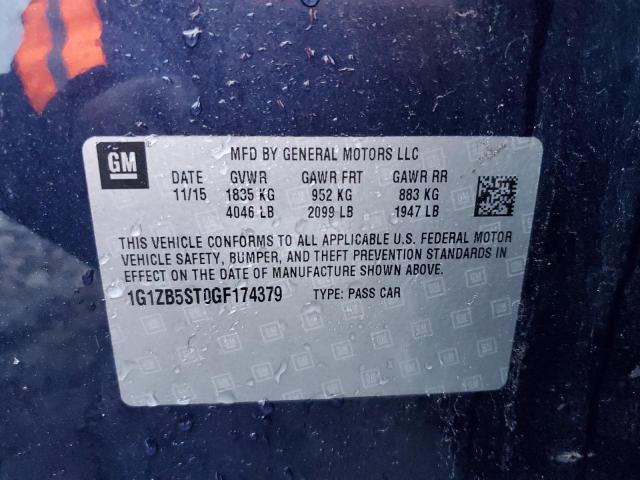 GM
MFD BY GENERAL MOTORS LLC
DATE GVWR GAWR FRT GAWR RR
11/15 1835 KG 952 KG 883 KG
4046 LB 2099 LB 1947 LB
THIS VEHICLE CONFORMS TO ALL APPLICABLE U.S. FEDERAL MOTOR
VEHICLE SAFETY, BUMPER, AND THEFT PREVENTION STANDARDS IN
EFFECT ON THE DATE OF MANUFACTURE SHOWN ABOVE.
1G1ZB5ST0GF174379 TYPE: PASS CAR